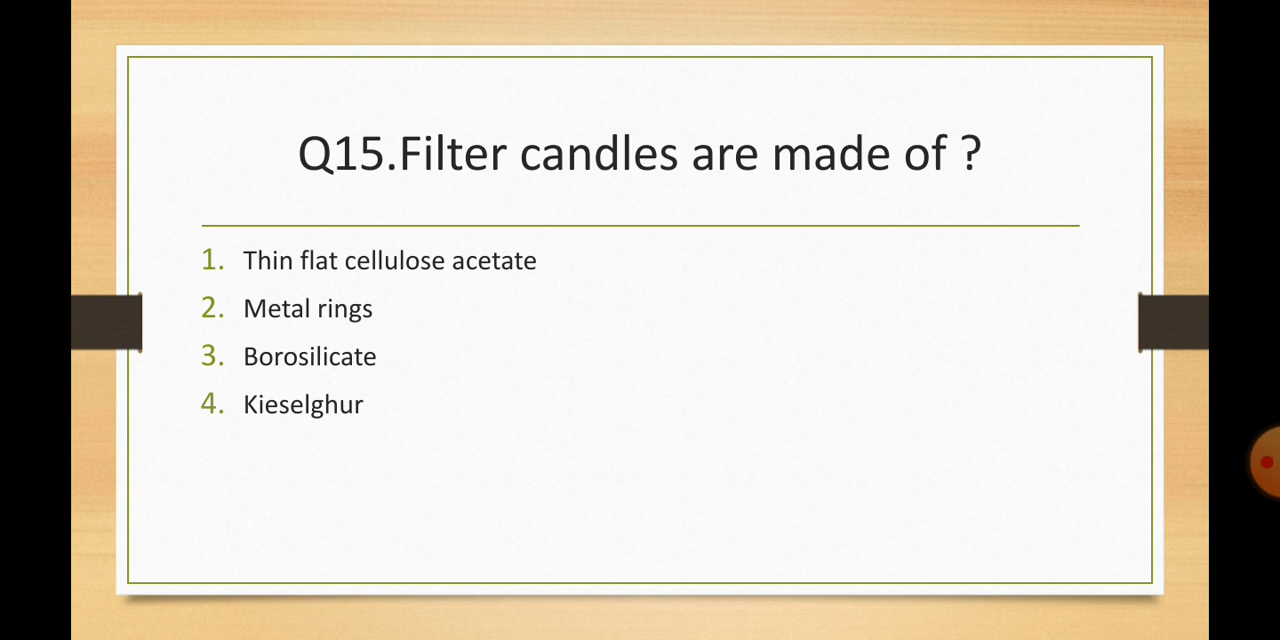 Q15.Filter candles are made of ?
1. Thin flat cellulose acetate
2. Metal rings
3. Borosilicate
4. Kieselghur